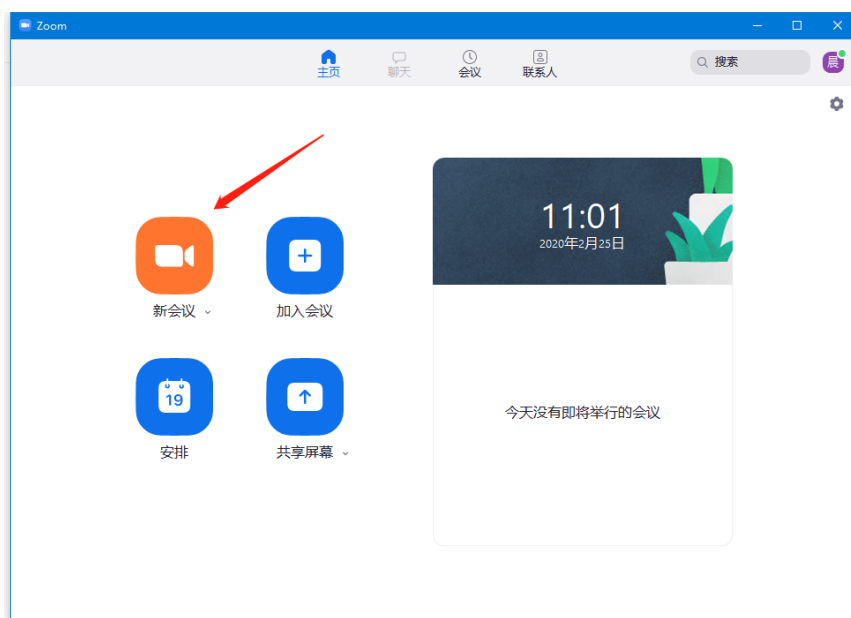 Zoom
主页
聊天
会议
联系人
搜索
晨
11:01
2020年2月25日
新会议
加入会议
19
安排
共享屏幕
今天没有即将举行的会议